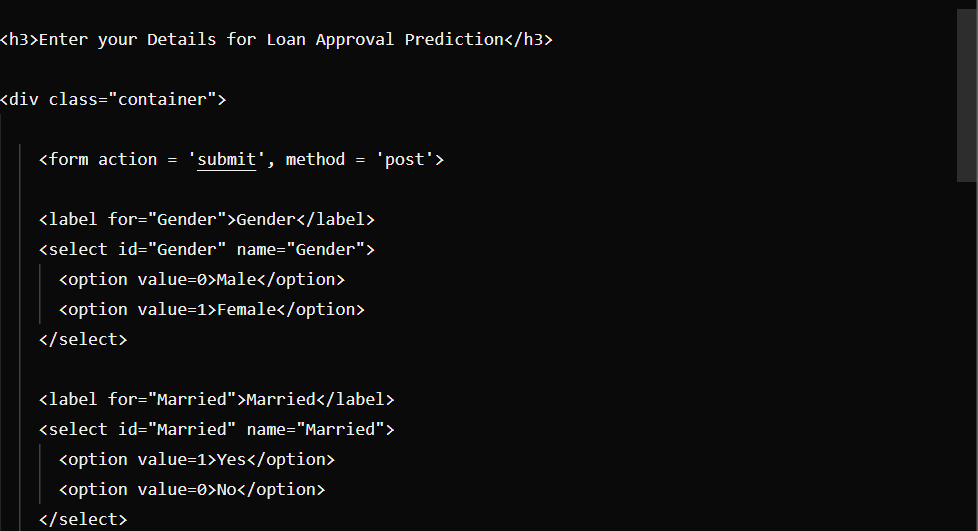 <h3>Enter your Details for Loan Approval Prediction</h3>
<div class="container">
<form action = 'submit', method = 'post'>
<label for="Gender">Gender</label>
<select id="Gender" name="Gender">
<option value=0>Male</option>
<option value=1>Female</option>
</select>
<label for="Married">Married</label>
<select id="Married" name="Married">
<option value=1>Yes</option>
<option value=0>No</option>
</select>